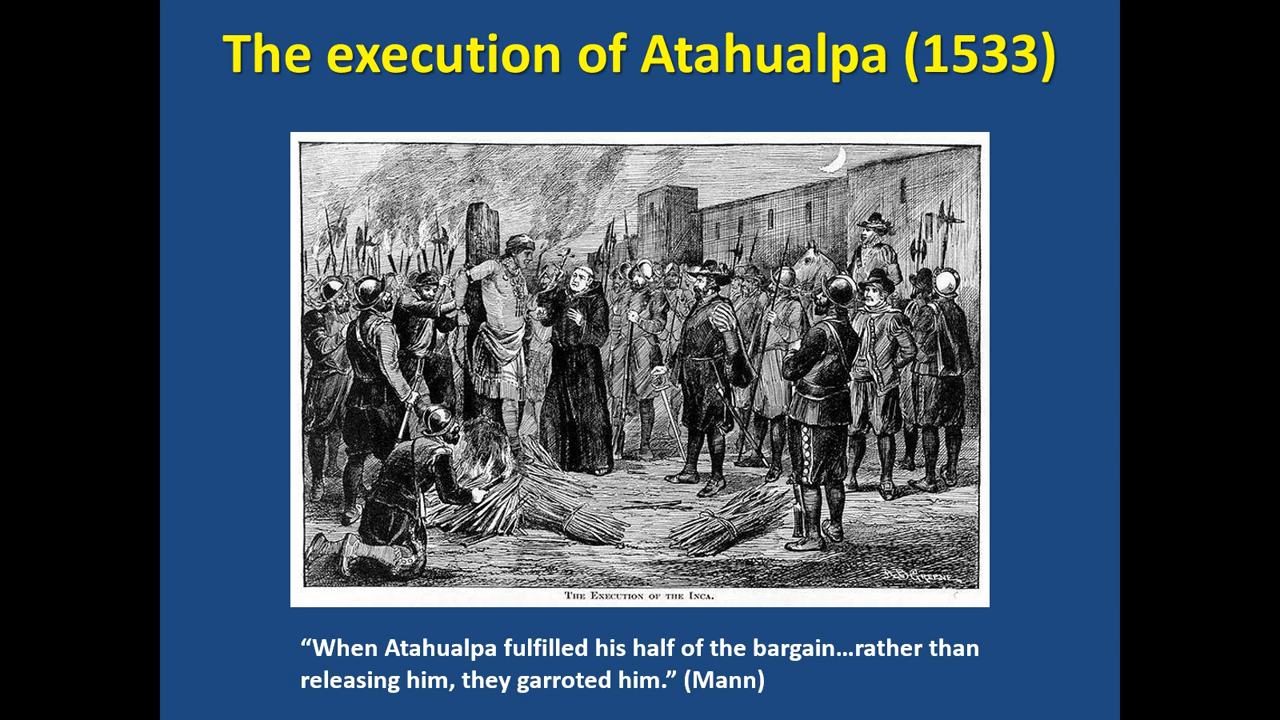 The execution of Atahualpa (1533)
The Execution of the Inca.
“When Atahualpa fulfilled his half of the bargain…rather than
releasing him, they garroted him.” (Mann)